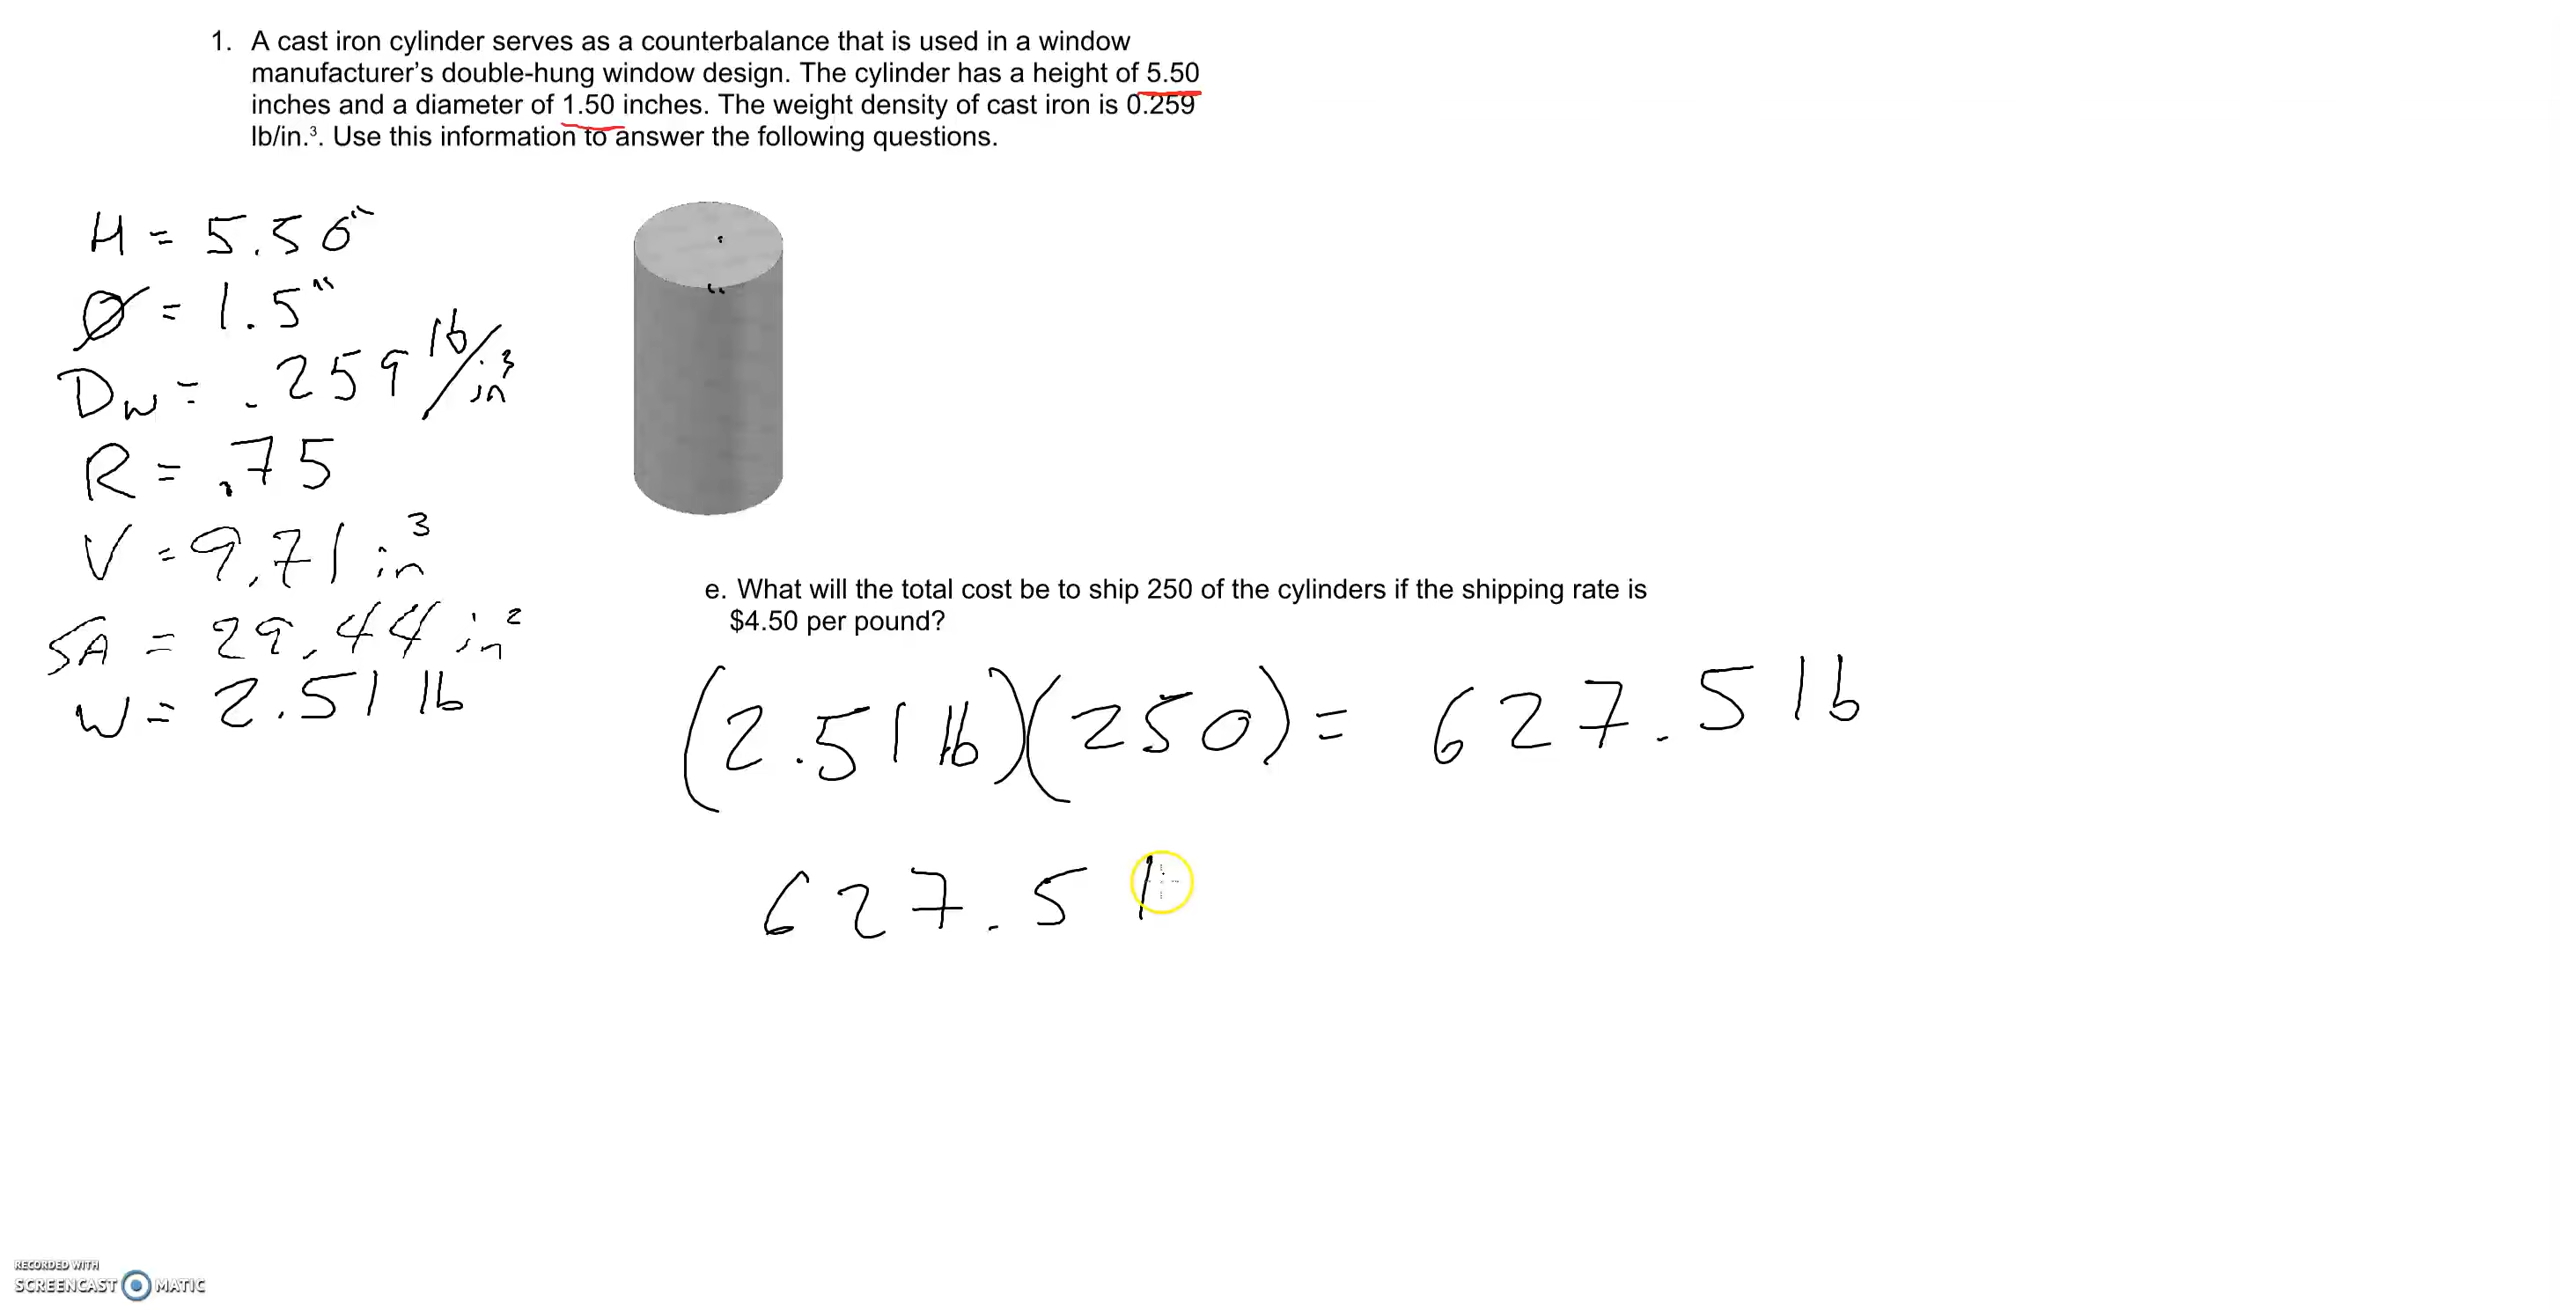 1. A cast iron cylinder serves as a counterbalance that is used in a window
manufacturer's double-hung window design. The cylinder has a height of 5.50
inches and a diameter of 1.50 inches. The weight density of cast iron is 0.259
lb/in.³. Use this information to answer the following questions.
H = 5.50"
Ø = 1.5"
Dw = .259 lb/in³
R = .75
V = 9.71 in³
SA = 29.44 in²
W = 2.51 lb
e. What will the total cost be to ship 250 of the cylinders if the shipping rate is
$4.50 per pound?
(2.51 lb)(250) = 627.5 lb
627.5 l
RECORDED WITH
SCREENCAST MATIC